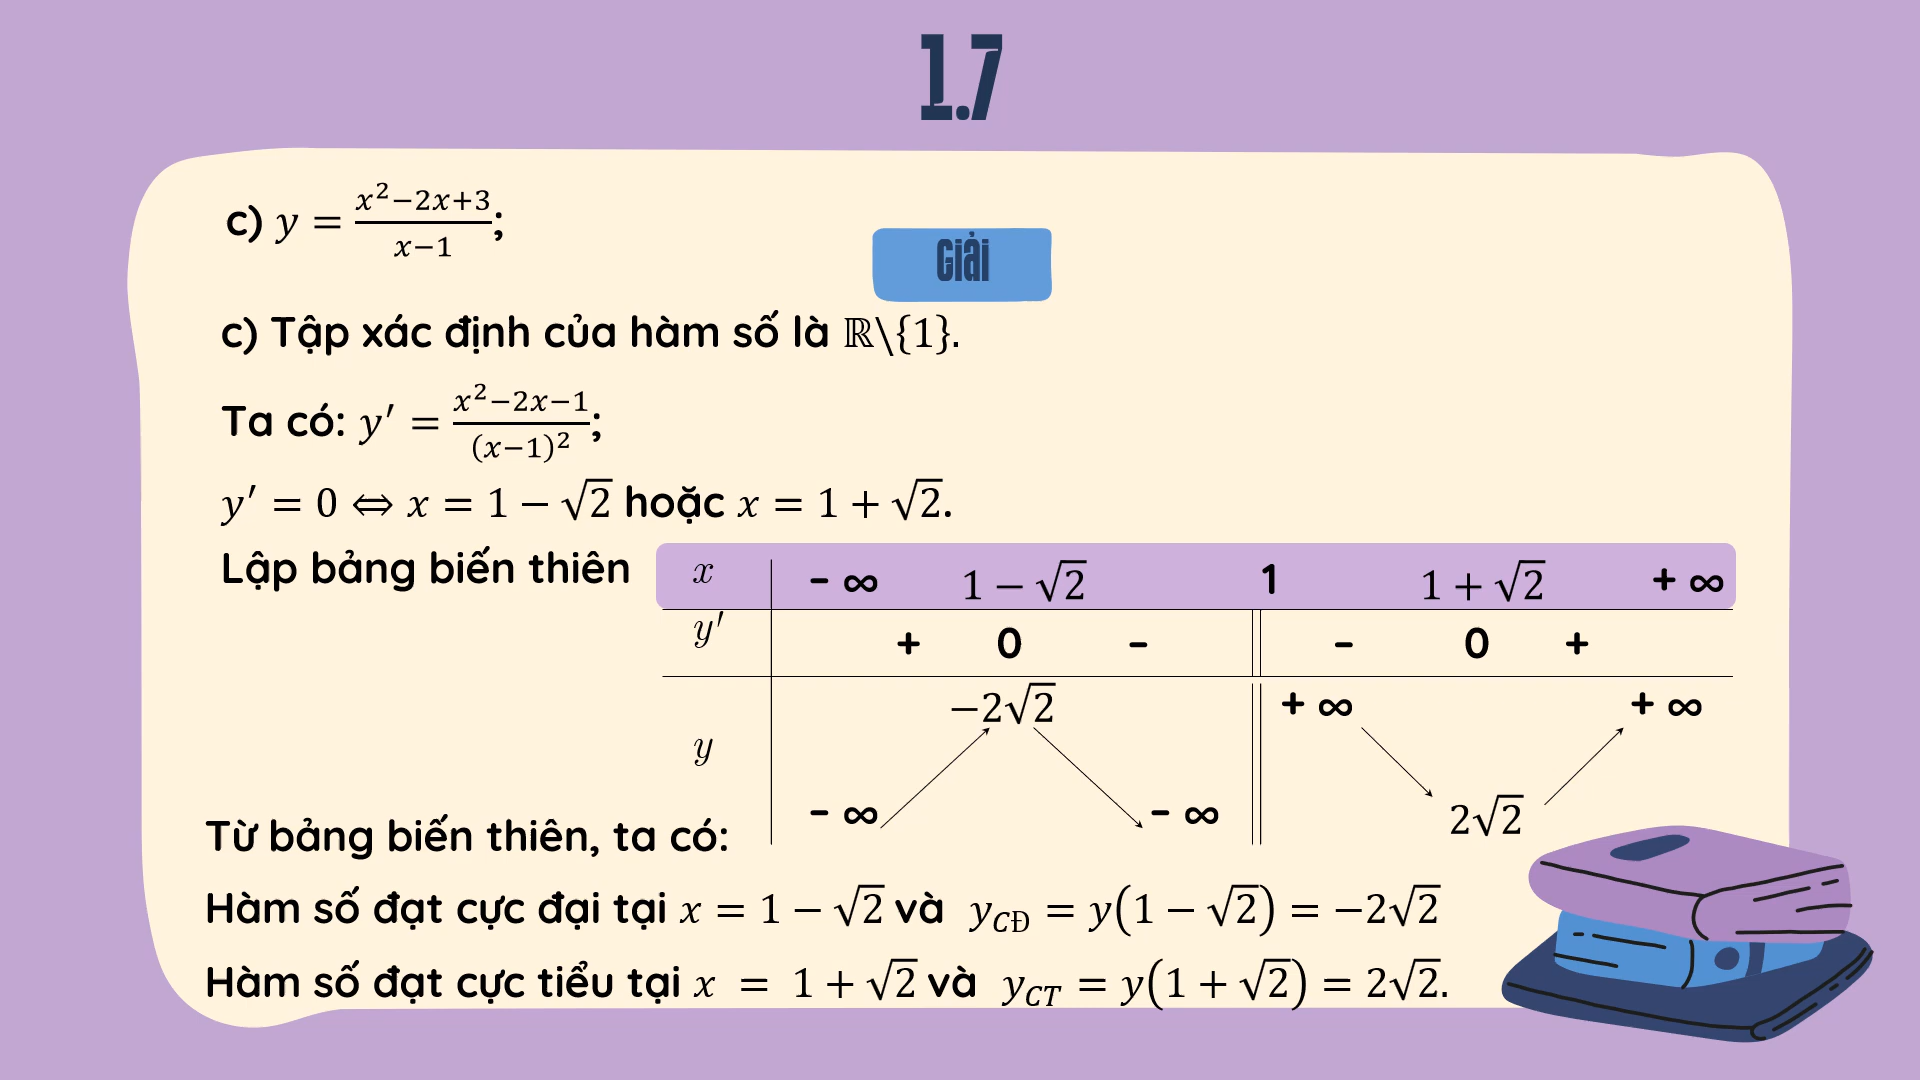 1.7
c) y = (x²−2x+3)/(x−1);
Giải
c) Tập xác định của hàm số là ℝ\{1}.
Ta có: y′ = (x²−2x−1)/(x−1)²;
y′ = 0 ⇔ x = 1 − √2 hoặc x = 1 + √2.
Lập bảng biến thiên
x − ∞ 1 − √2 1 1 + √2 + ∞
y′ + 0 − − 0 +
−2√2 + ∞ + ∞
y
− ∞ − ∞ 2√2
Từ bảng biến thiên, ta có:
Hàm số đạt cực đại tại x = 1 − √2 và y_CĐ = y(1 − √2) = −2√2
Hàm số đạt cực tiểu tại x = 1 + √2 và y_CT = y(1 + √2) = 2√2.